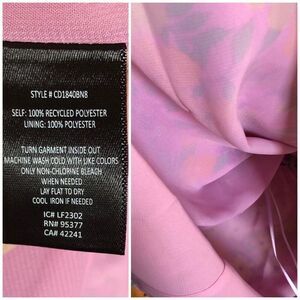 STYLE # CD1840BN8
SELF: 100% RECYCLED POLYESTER
LINING: 100% POLYESTER
TURN GARMENT INSIDE OUT
MACHINE WASH COLD WITH LIKE COLORS
ONLY NON-CHLORINE BLEACH
WHEN NEEDED
LAY FLAT TO DRY
COOL IRON IF NEEDED
IC# LF2302
RN# 95377
CA# 42241